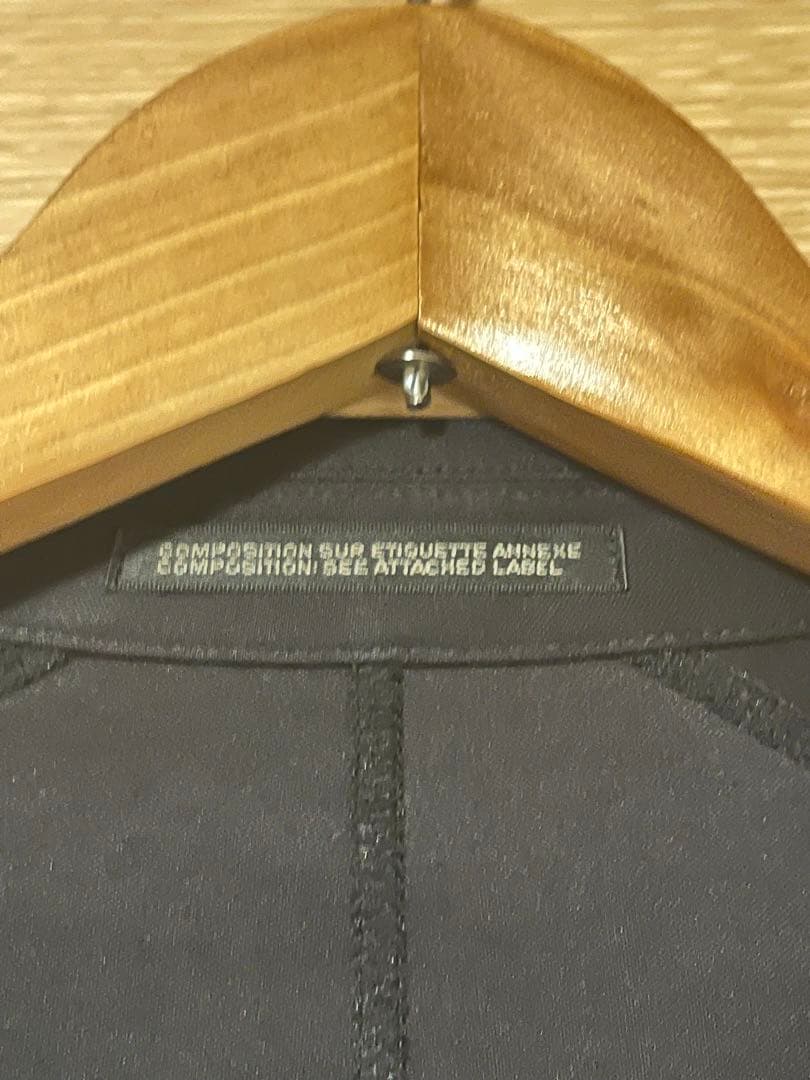 COMPOSITION SUR ETIQUETTE ANNEXE
COMPOSITION: SEE ATTACHED LABEL